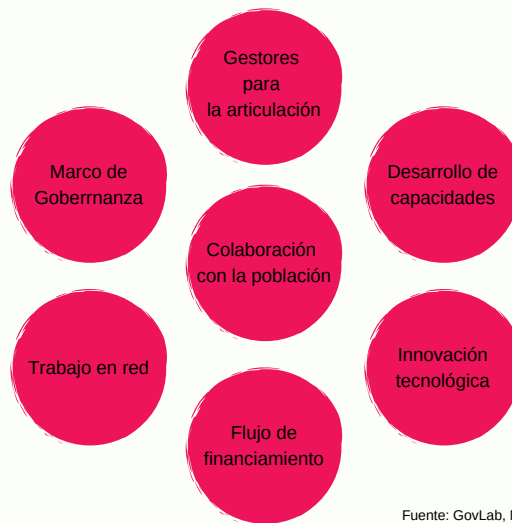 Gestores
para
la articulación
Marco de
Goberrnanza
Desarrollo de
capacidades
Colaboración
con la población
Trabajo en red
Innovación
tecnológica
Flujo de
financiamiento
Fuente: GovLab,